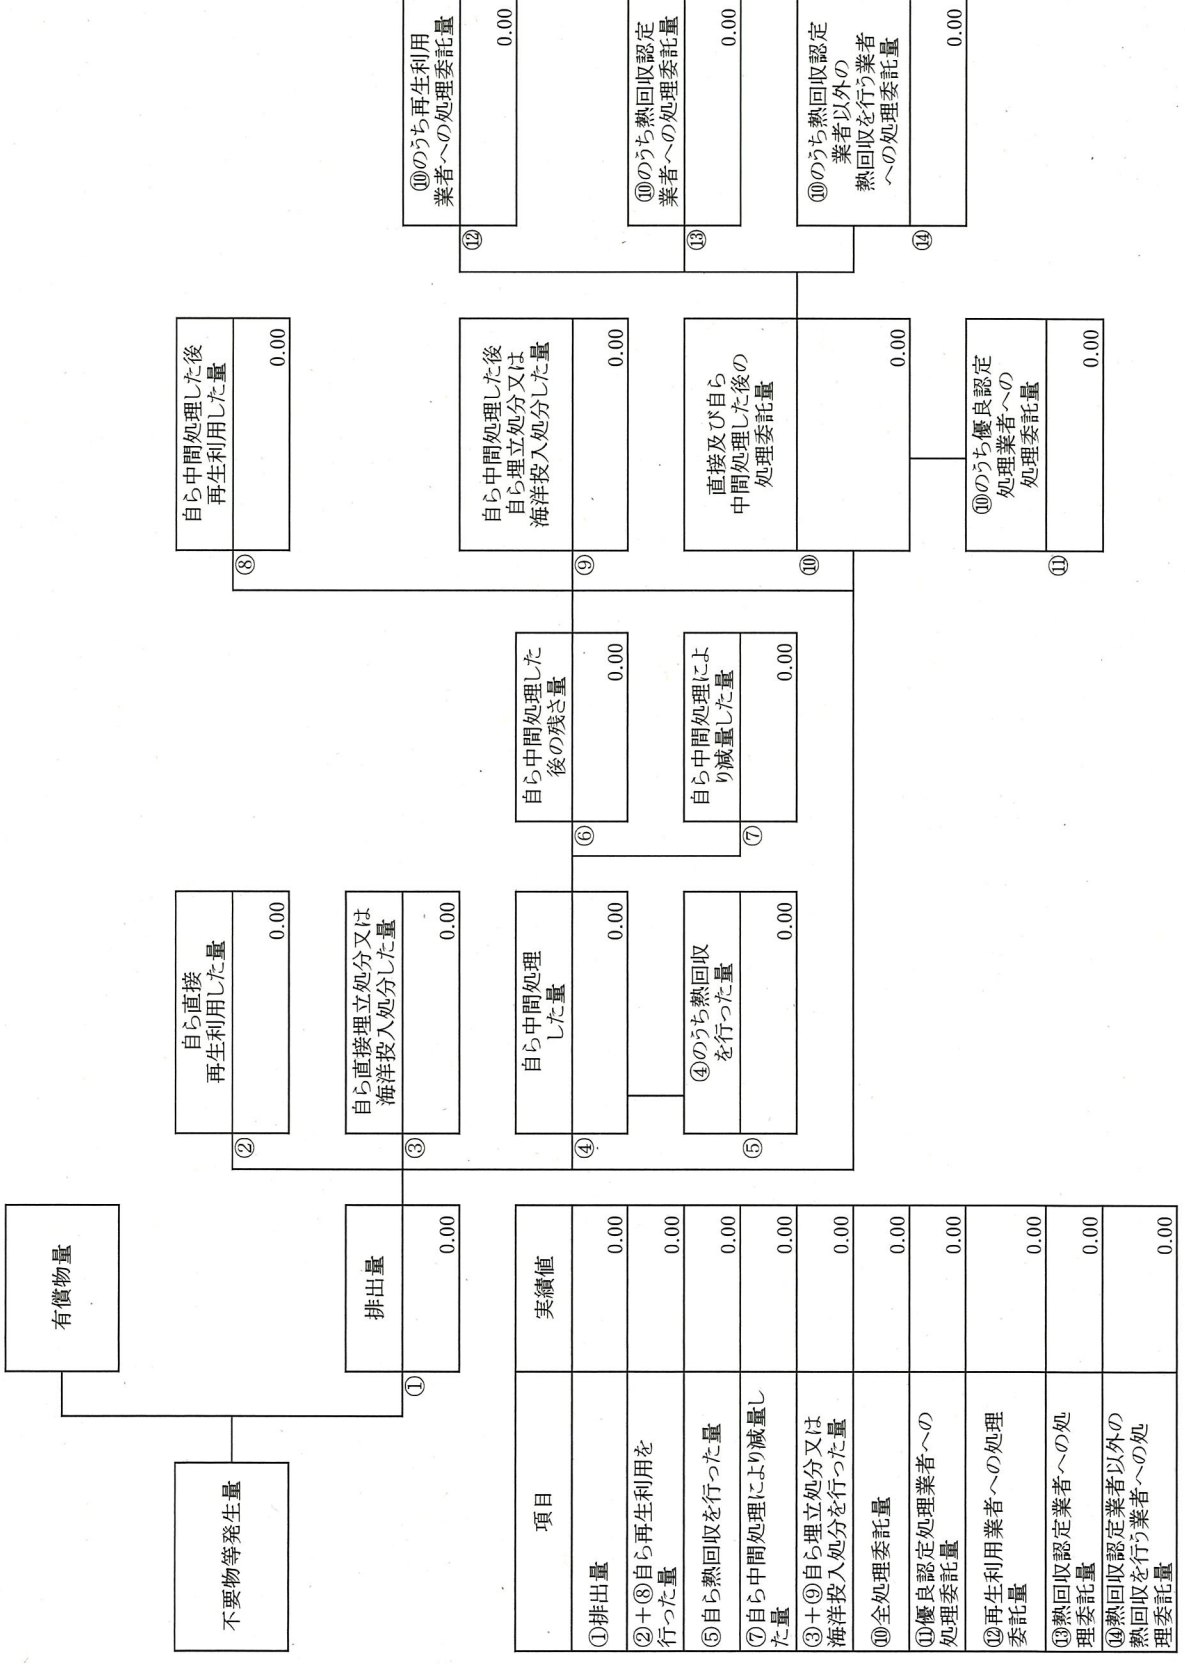 不要物等発生量
有償物量
排出量
①
0.00
自ら直接
再生利用した量
②
0.00
自ら直接埋立処分又は
海洋投入処分した量
③
0.00
自ら中間処理
した量
④
0.00
④のうち熱回収
を行った量
⑤
0.00
自ら中間処理した
後の残さ量
⑥
0.00
自ら中間処理によ
り減量した量
⑦
0.00
自ら中間処理した後
再生利用した量
⑧
0.00
自ら中間処理した後
自ら埋立処分又は
海洋投入処分した量
⑨
0.00
直接及び自ら
中間処理した後の
処理委託量
⑩
0.00
⑩のうち優良認定
処理業者への
処理委託量
⑪
0.00
⑩のうち再生利用
業者への処理委託量
⑫
0.00
⑩のうち熱回収認定
業者への処理委託量
⑬
0.00
⑩のうち熱回収認定
業者以外の
熱回収を行う業者
への処理委託量
⑭
0.00
項目 実績値
①排出量 0.00
②+⑧自ら再生利用を
行った量 0.00
⑤自ら熱回収を行った量 0.00
⑦自ら中間処理により減量し
た量 0.00
③+⑨自ら埋立処分又は
海洋投入処分を行った量 0.00
⑩全処理委託量 0.00
⑪優良認定処理業者への
処理委託量 0.00
⑫再生利用業者への処理
委託量 0.00
⑬熱回収認定業者への処
理委託量 0.00
⑭熱回収認定業者以外の
熱回収を行う業者への処
理委託量 0.00